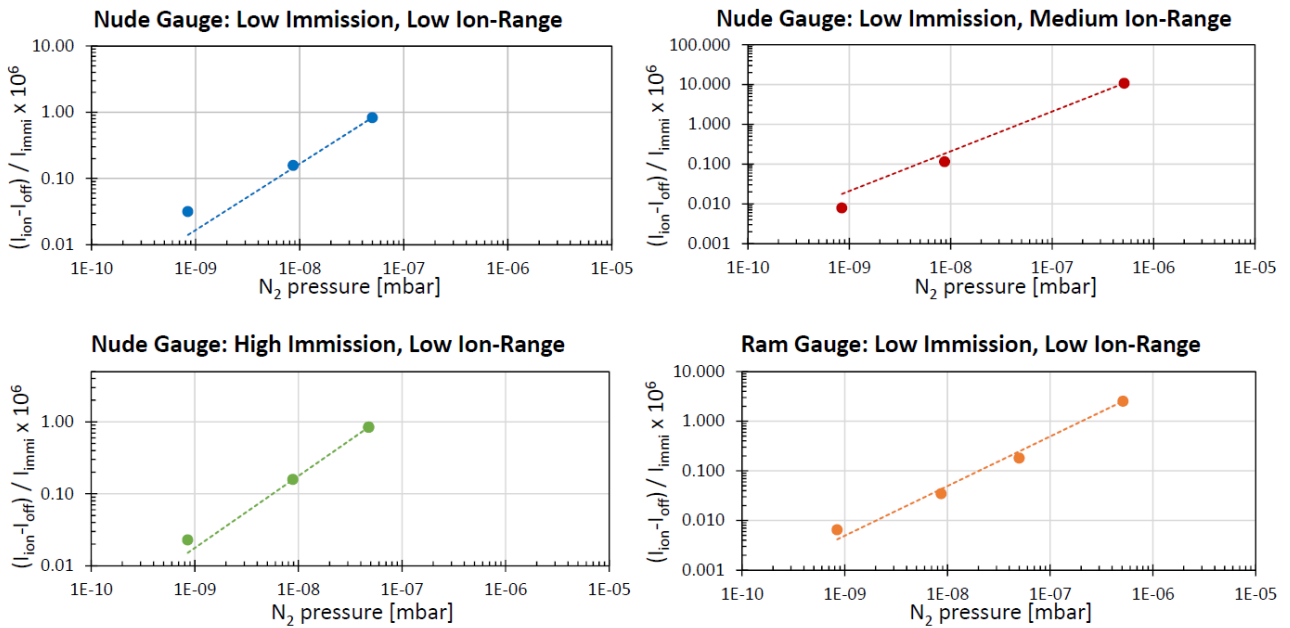 Nude Gauge: Low Immission, Low Ion-Range
(I_ion-I_off) / I_immi x 10^6
10.00
1.00
0.10
0.01
1E-10 1E-09 1E-08 1E-07 1E-06 1E-05
N₂ pressure [mbar]
Nude Gauge: Low Immission, Medium Ion-Range
(I_ion-I_off) / I_immi x 10^6
100.000
10.000
1.000
0.100
0.010
0.001
1E-10 1E-09 1E-08 1E-07 1E-06 1E-05
N₂ pressure [mbar]
Nude Gauge: High Immission, Low Ion-Range
(I_ion-I_off) / I_immi x 10^6
1.00
0.10
0.01
1E-10 1E-09 1E-08 1E-07 1E-06 1E-05
N₂ pressure [mbar]
Ram Gauge: Low Immission, Low Ion-Range
(I_ion-I_off) / I_immi x 10^6
10.000
1.000
0.100
0.010
0.001
1E-10 1E-09 1E-08 1E-07 1E-06 1E-05
N₂ pressure [mbar]